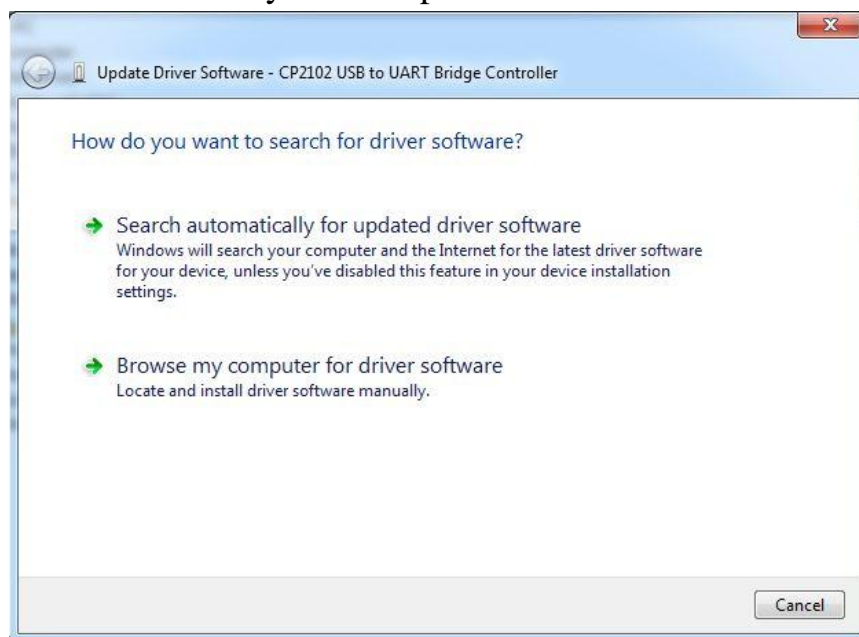 X
Update Driver Software - CP2102 USB to UART Bridge Controller
How do you want to search for driver software?
Search automatically for updated driver software
Windows will search your computer and the Internet for the latest driver software
for your device, unless you've disabled this feature in your device installation
settings.
Browse my computer for driver software
Locate and install driver software manually.
Cancel